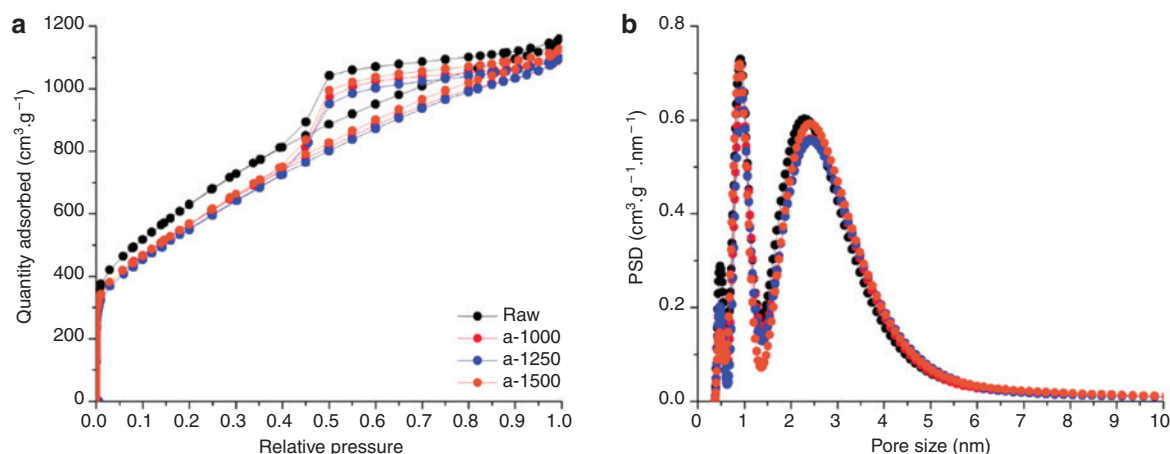 a
Quantity adsorbed (cm³.g⁻¹)
1200
1000
800
600
400
200
0
0.0 0.1 0.2 0.3 0.4 0.5 0.6 0.7 0.8 0.9 1.0
Relative pressure
Raw
a-1000
a-1250
a-1500
b
PSD (cm³.g⁻¹.nm⁻¹)
0.8
0.6
0.4
0.2
0.0
0 1 2 3 4 5 6 7 8 9 10
Pore size (nm)